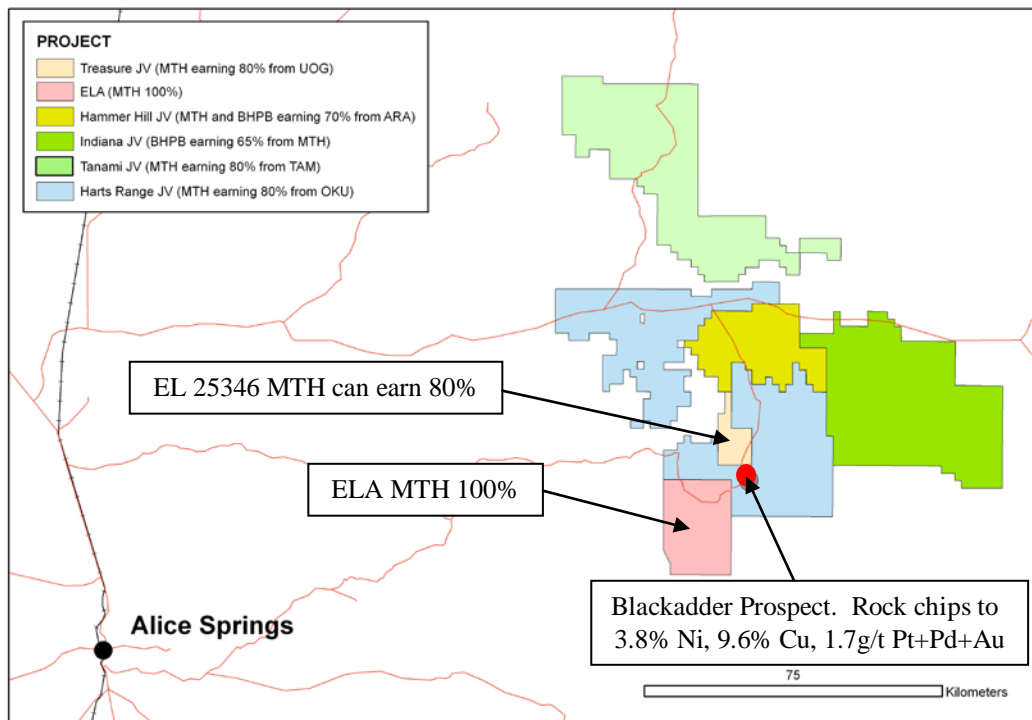 PROJECT
Treasure JV (MTH earning 80% from UOG)
ELA (MTH 100%)
Hammer Hill JV (MTH and BHPB earning 70% from ARA)
Indiana JV (BHPB earning 65% from MTH)
Tanami JV (MTH earning 80% from TAM)
Harts Range JV (MTH earning 80% from OKU)
EL 25346 MTH can earn 80%
ELA MTH 100%
Blackadder Prospect. Rock chips to
3.8% Ni, 9.6% Cu, 1.7g/t Pt+Pd+Au
Alice Springs
75
Kilometers